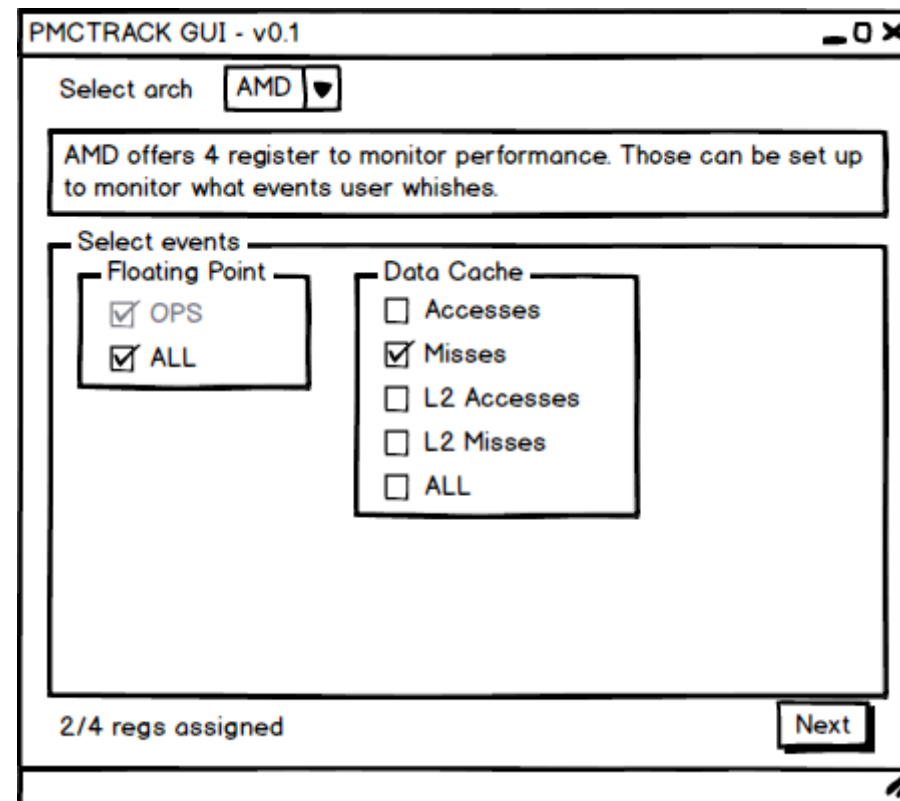 PMCTRACK GUI - v0.1
Select arch AMD
AMD offers 4 register to monitor performance. Those can be set up
to monitor what events user whishes.
Select events
Floating Point
OPS
ALL
Data Cache
Accesses
Misses
L2 Accesses
L2 Misses
ALL
2/4 regs assigned
Next